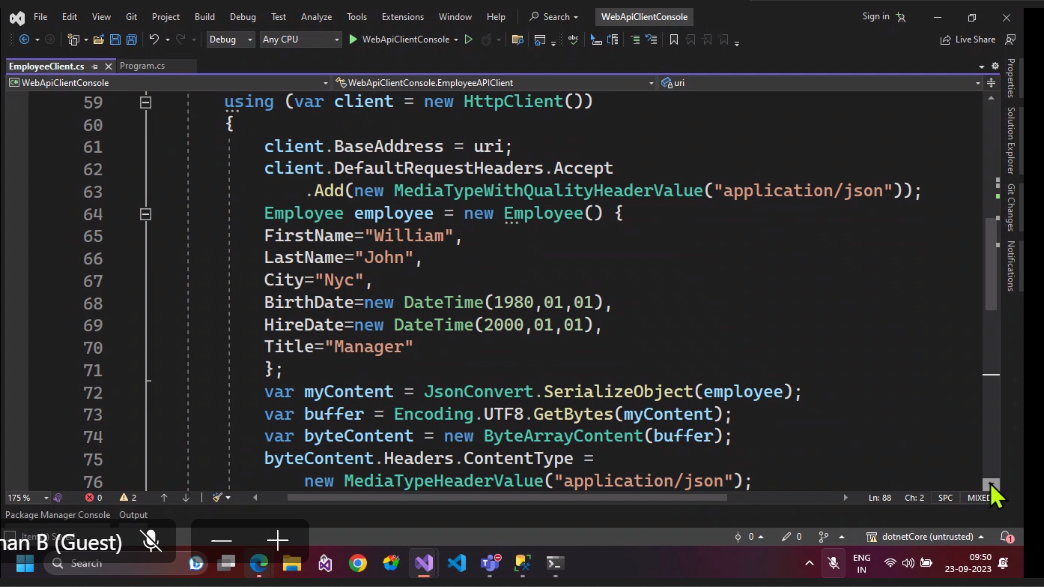 File Edit View Git Project Build Debug Test Analyze Tools Extensions Window Help Search WebApiClientConsole Sign in
Debug Any CPU WebApiClientConsole Live Share
EmployeeClient.cs Program.cs
WebApiClientConsole WebApiClientConsole.EmployeeAPIClient uri
59 using (var client = new HttpClient())
60 {
61 client.BaseAddress = uri;
62 client.DefaultRequestHeaders.Accept
63 .Add(new MediaTypeWithQualityHeaderValue("application/json"));
64 Employee employee = new Employee() {
65 FirstName="William",
66 LastName="John",
67 City="Nyc",
68 BirthDate=new DateTime(1980,01,01),
69 HireDate=new DateTime(2000,01,01),
70 Title="Manager"
71 };
72 var myContent = JsonConvert.SerializeObject(employee);
73 var buffer = Encoding.UTF8.GetBytes(myContent);
74 var byteContent = new ByteArrayContent(buffer);
75 byteContent.Headers.ContentType =
76 new MediaTypeHeaderValue("application/json");
Properties
Solution Explorer
Git Changes
Notifications
175 % 0 2 Ln: 88 Ch: 2 SPC MIXED
Package Manager Console Output
0 0 dotnetCore (untrusted) 1
man B (Guest)
Search ENG IN 09:50 23-09-2023